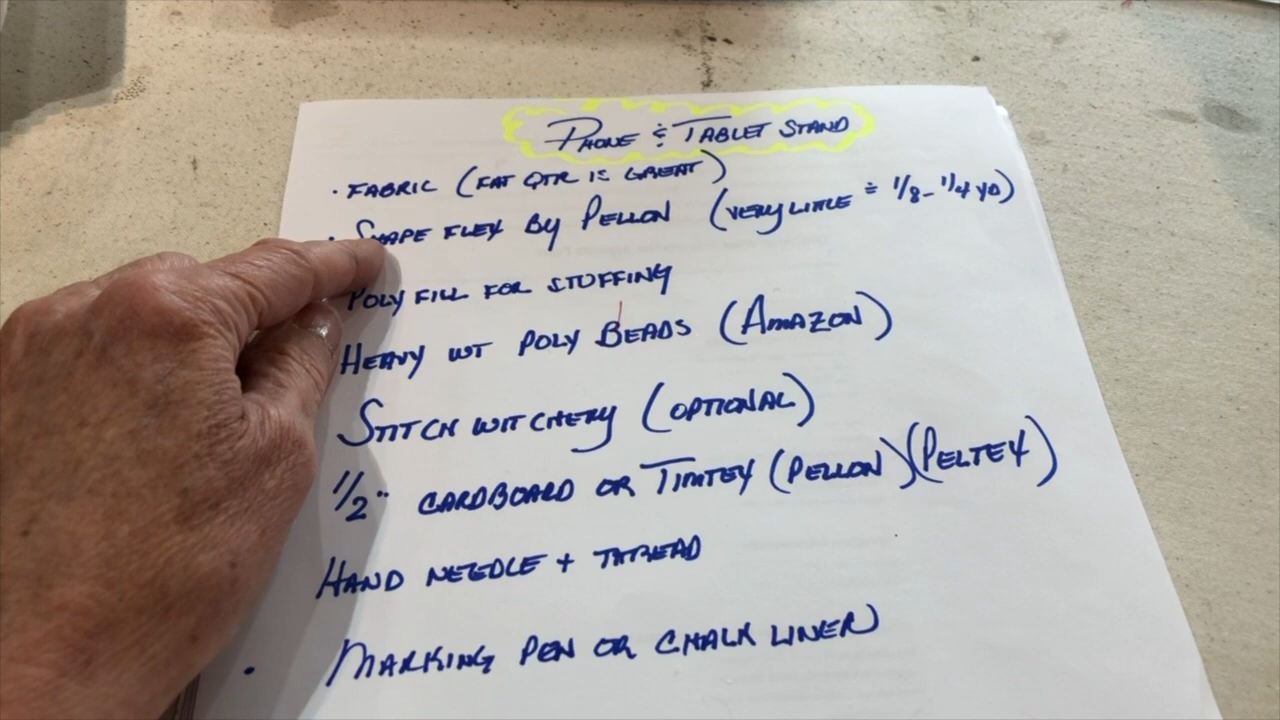 PHONE & TABLET STAND
· FABRIC (FAT QTR IS GREAT)
· SHAPE FLEX BY PELLON (VERY LITTLE ≑ 1/8 - 1/4 YD)
POLY FILL FOR STUFFING
HEAVY WT POLY BEADS (AMAZON)
STITCH WITCHERY (OPTIONAL)
1/2" CARDBOARD OR TIMTEX (PELLON) (PELTEX)
HAND NEEDLE + THREAD
· MARKING PEN OR CHALK LINER